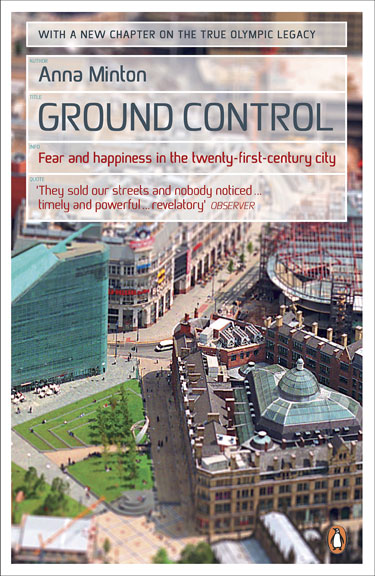 WITH A NEW CHAPTER ON THE TRUE OLYMPIC LEGACY
AUTHOR
Anna Minton
TITLE
GROUND CONTROL
INFO
Fear and happiness in the twenty-first-century city
QUOTE
'They sold our streets and nobody noticed ...
timely and powerful ... revelatory' OBSERVER